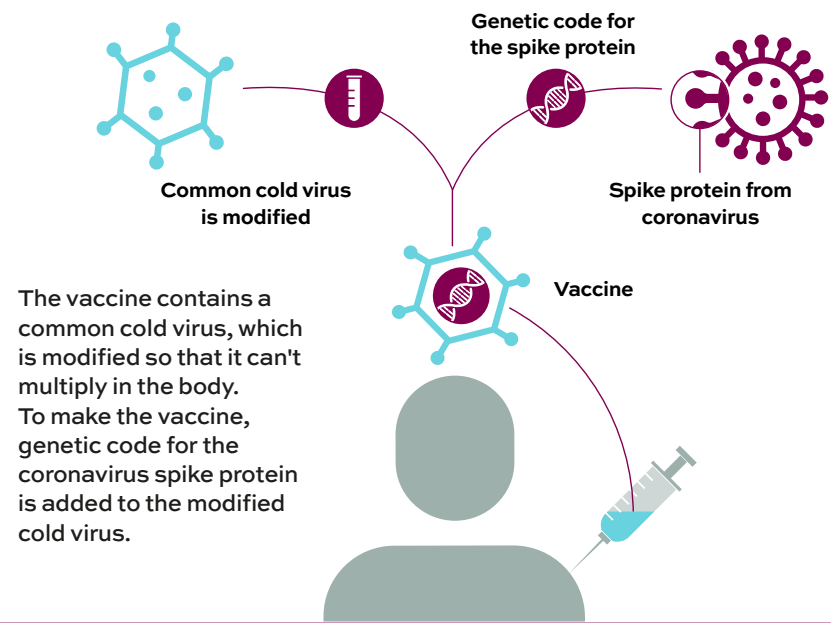 Genetic code for
the spike protein
Common cold virus
is modified
Spike protein from
coronavirus
Vaccine
The vaccine contains a
common cold virus, which
is modified so that it can't
multiply in the body.
To make the vaccine,
genetic code for the
coronavirus spike protein
is added to the modified
cold virus.